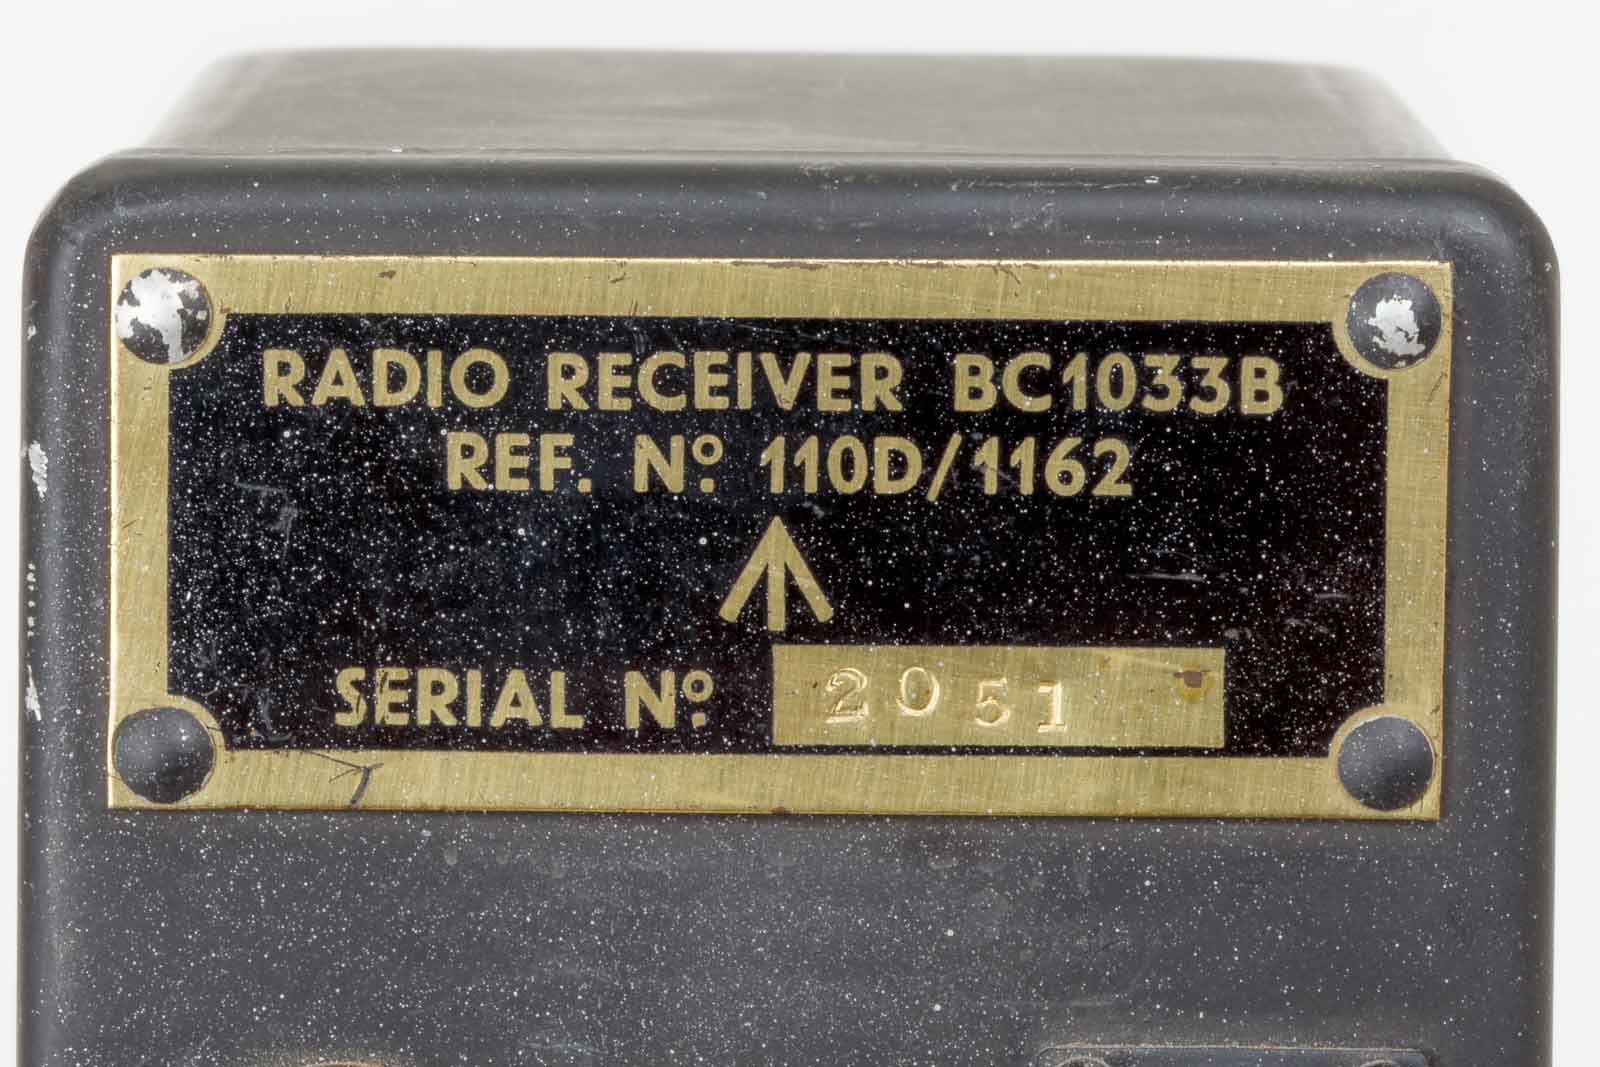 RADIO RECEIVER BC1033B
REF. Nº 110D/1162
SERIAL Nº 2051